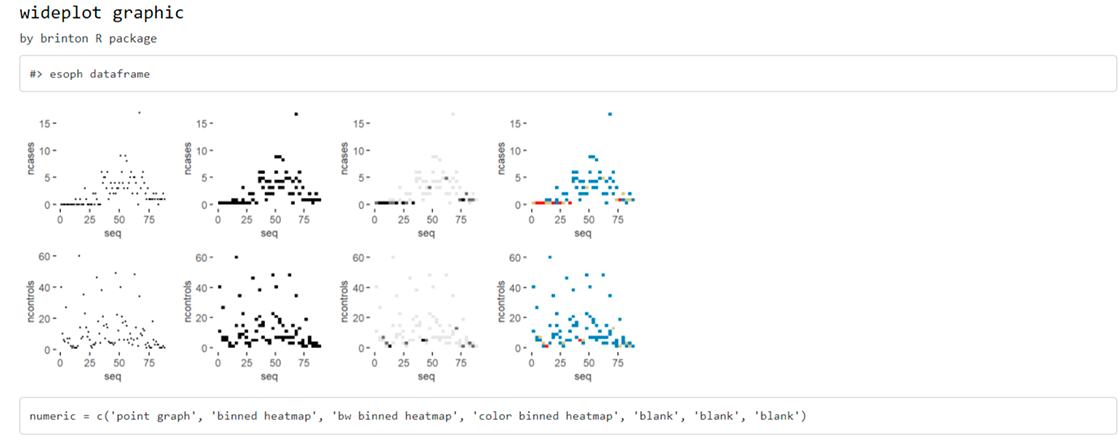 wideplot graphic
by brinton R package
#> esoph dataframe
15
10
5
0
ncases
0 25 50 75
seq
15
10
5
0
ncases
0 25 50 75
seq
15
10
5
0
ncases
0 25 50 75
seq
15
10
5
0
ncases
0 25 50 75
seq
60
40
20
0
ncontrols
0 25 50 75
seq
60
40
20
0
ncontrols
0 25 50 75
seq
60
40
20
0
ncontrols
0 25 50 75
seq
60
40
20
0
ncontrols
0 25 50 75
seq
numeric = c('point graph', 'binned heatmap', 'bw binned heatmap', 'color binned heatmap', 'blank', 'blank', 'blank')